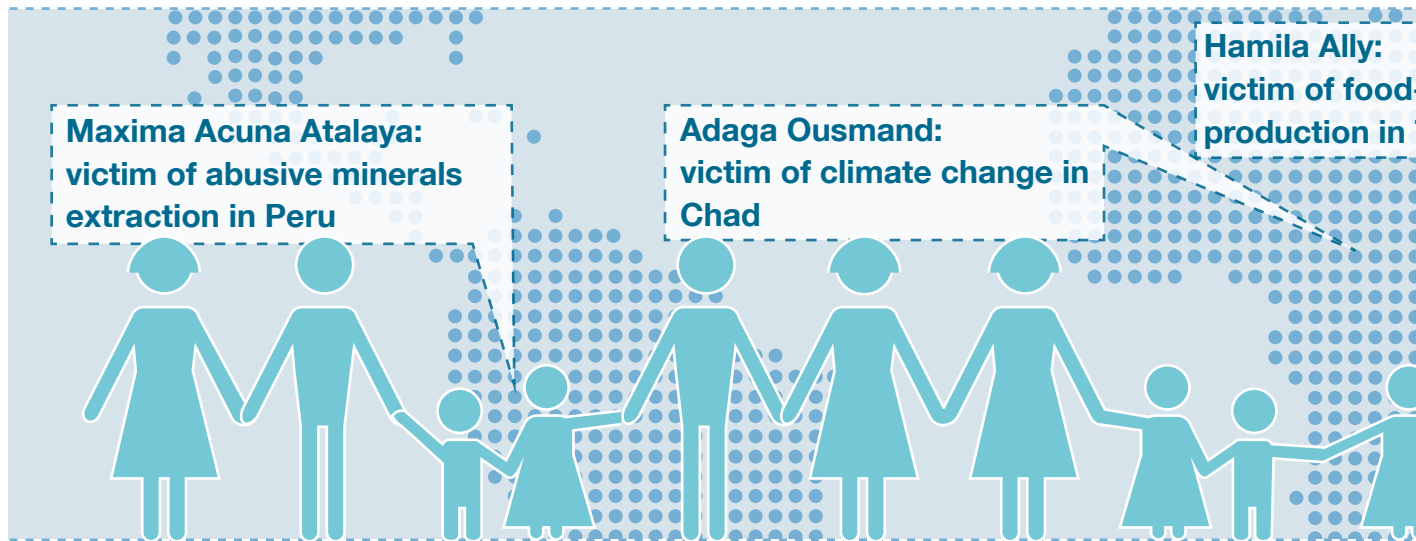 Maxima Acuna Atalaya:
victim of abusive minerals
extraction in Peru
Adaga Ousmand:
victim of climate change in
Chad
Hamila Ally:
victim of food-
production in